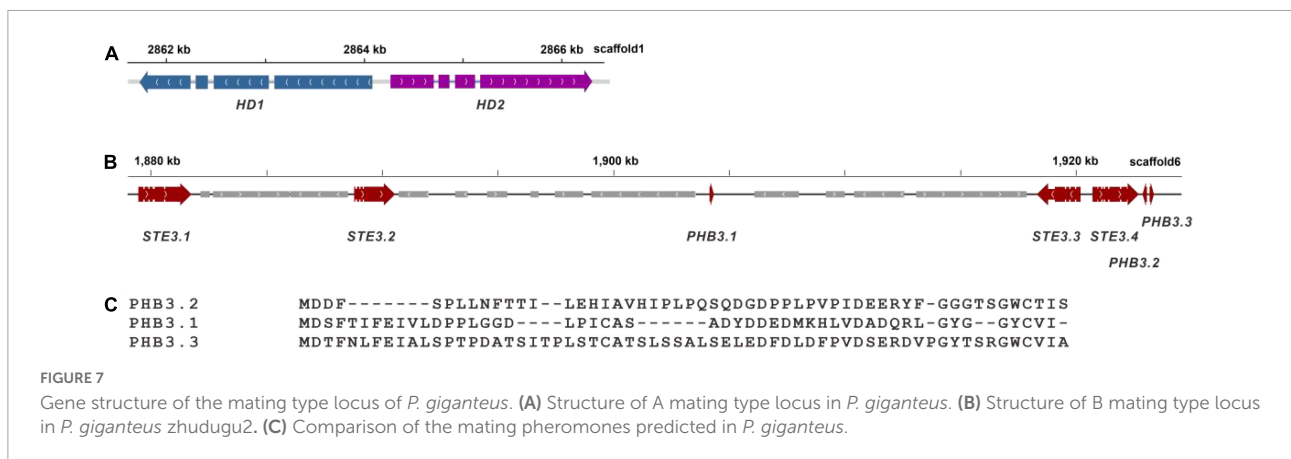 A 2862 kb 2864 kb 2866 kb scaffold1
HD1 HD2
B 1,880 kb 1,900 kb 1,920 kb scaffold6
STE3.1 STE3.2 PHB3.1 STE3.3 STE3.4 PHB3.3
PHB3.2
C PHB3.2 MDDF-------SPLLNFTTI--LEHIAVHIPLPQSQDGDPPLPVPIDEERYF-GGGTSGWCTIS
PHB3.1 MDSFTIFEIVLDPPLGGD----LPICAS------ADYDDEDMKHLVDADQRL-GYG--GYCVI-
PHB3.3 MDTFNLFEIALSPTPDATSITPLSTCATSLSSALSELEDFDLDFPVDSERDVPGYTSRGWCVIA
FIGURE 7
Gene structure of the mating type locus of P. giganteus. (A) Structure of A mating type locus in P. giganteus. (B) Structure of B mating type locus
in P. giganteus zhudugu2. (C) Comparison of the mating pheromones predicted in P. giganteus.